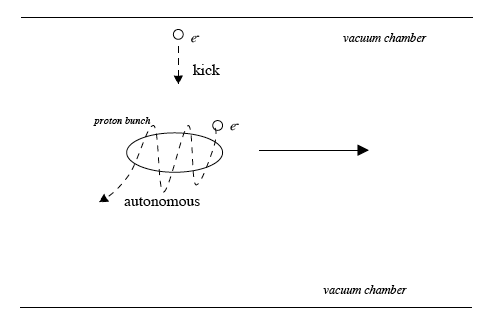 e-
vacuum chamber
kick
proton bunch
e-
autonomous
vacuum chamber